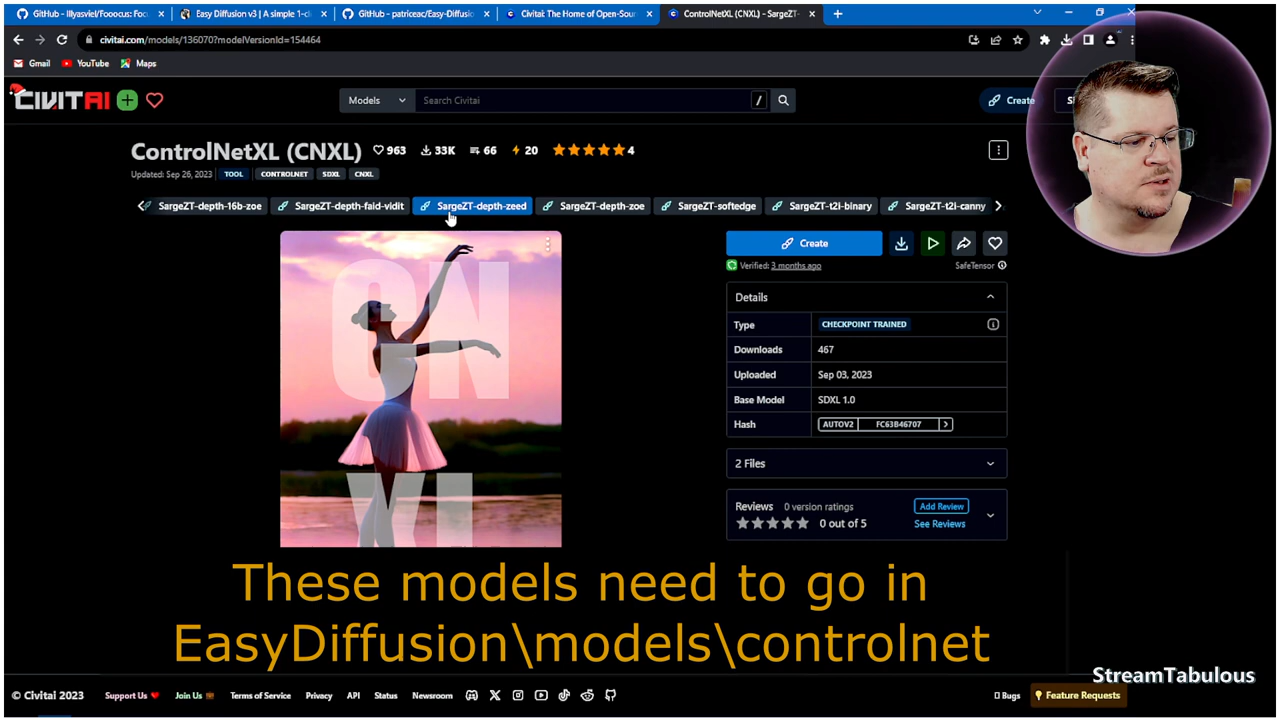 GitHub - lllyasviel/Fooocus: Foc
Easy Diffusion v3 | A simple 1-cl
GitHub - patriceac/Easy-Diffusio
Civitai: The Home of Open-Sou
ControlNetXL (CNXL) - SargeZT-
civitai.com/models/136070?modelVersionId=154464
Gmail
YouTube
Maps
CIVITAI
Models
Search Civitai
/
Create
ControlNetXL (CNXL)
963
33K
66
20
4
Updated: Sep 26, 2023
TOOL
CONTROLNET
SDXL
CNXL
SargeZT-depth-16b-zoe
SargeZT-depth-faid-vidit
SargeZT-depth-zeed
SargeZT-depth-zoe
SargeZT-softedge
SargeZT-t2i-binary
SargeZT-t2i-canny
CN
XL
Create
Verified: 3 months ago
SafeTensor
Details
Type
CHECKPOINT TRAINED
Downloads
467
Uploaded
Sep 03, 2023
Base Model
SDXL 1.0
Hash
AUTOV2
FC63B46707
2 Files
Reviews
0 version ratings
Add Review
0 out of 5
See Reviews
These models need to go in
EasyDiffusion\models\controlnet
StreamTabulous
© Civitai 2023
Support Us
Join Us
Terms of Service
Privacy
API
Status
Newsroom
Bugs
Feature Requests